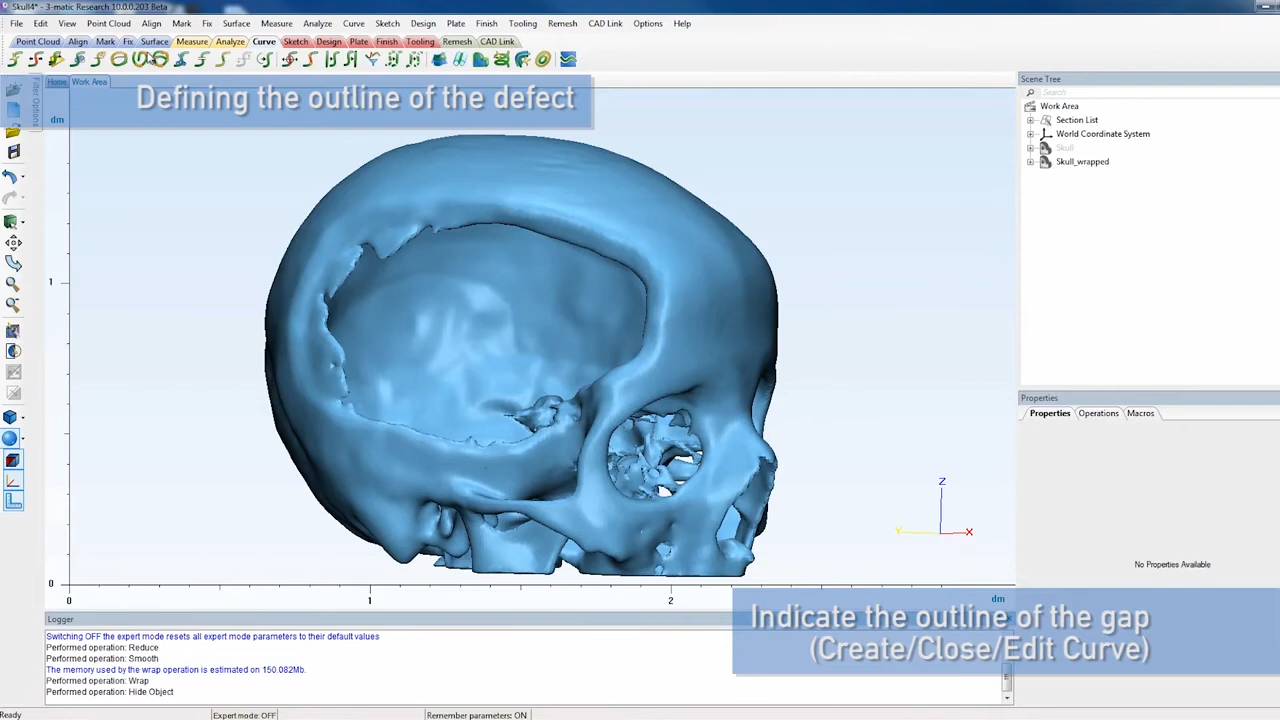 Skull4* - 3-matic Research 10.0.0.203 Beta
File Edit View Point Cloud Align Mark Fix Surface Measure Analyze Curve Sketch Design Plate Finish Tooling Remesh CAD Link Options Help
Point Cloud Align Mark Fix Surface Measure Analyze Curve Sketch Design Plate Finish Tooling Remesh CAD Link
Home Work Area
Filter Options
Defining the outline of the defect
dm
Scene Tree
Search
Work Area
Section List
World Coordinate System
Skull
Skull_wrapped
1
Properties
Properties Operations Macros
Z
Y
X
No Properties Available
0
0 1 2 dm
Logger
Switching OFF the expert mode resets all expert mode parameters to their default values
Performed operation: Reduce
Performed operation: Smooth
The memory used by the wrap operation is estimated on 150.082Mb.
Performed operation: Wrap
Performed operation: Hide Object
Indicate the outline of the gap
(Create/Close/Edit Curve)
Ready Expert mode: OFF Remember parameters: ON